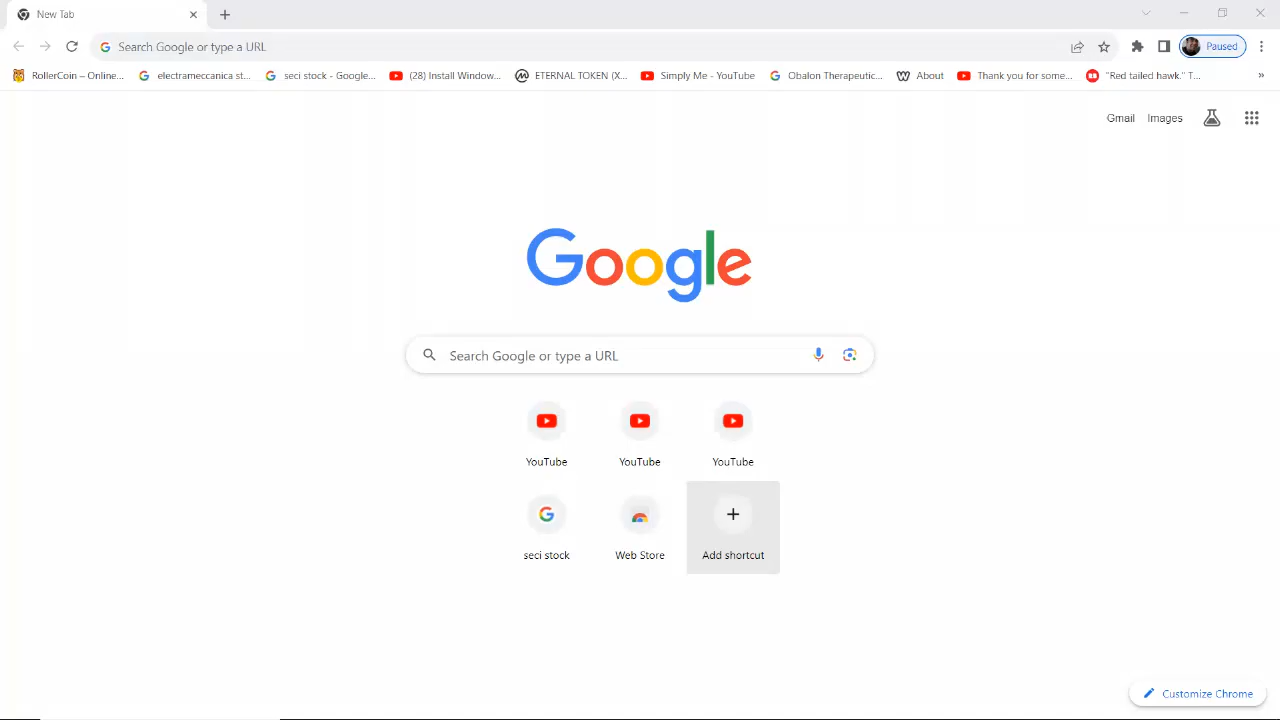 New Tab
Search Google or type a URL
Paused
RollerCoin – Online...
electrameccanica st...
seci stock - Google...
(28) Install Window...
ETERNAL TOKEN (X...
Simply Me - YouTube
Obalon Therapeutic...
About
Thank you for some...
"Red tailed hawk." T...
»
Gmail
Images
Google
Search Google or type a URL
YouTube
YouTube
YouTube
seci stock
Web Store
Add shortcut
Customize Chrome